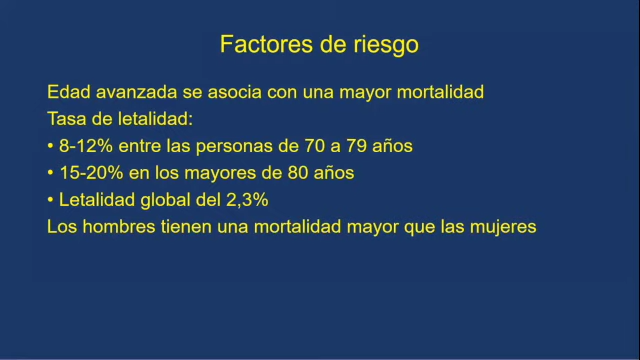 Factores de riesgo
Edad avanzada se asocia con una mayor mortalidad
Tasa de letalidad:
• 8-12% entre las personas de 70 a 79 años
• 15-20% en los mayores de 80 años
• Letalidad global del 2,3%
Los hombres tienen una mortalidad mayor que las mujeres